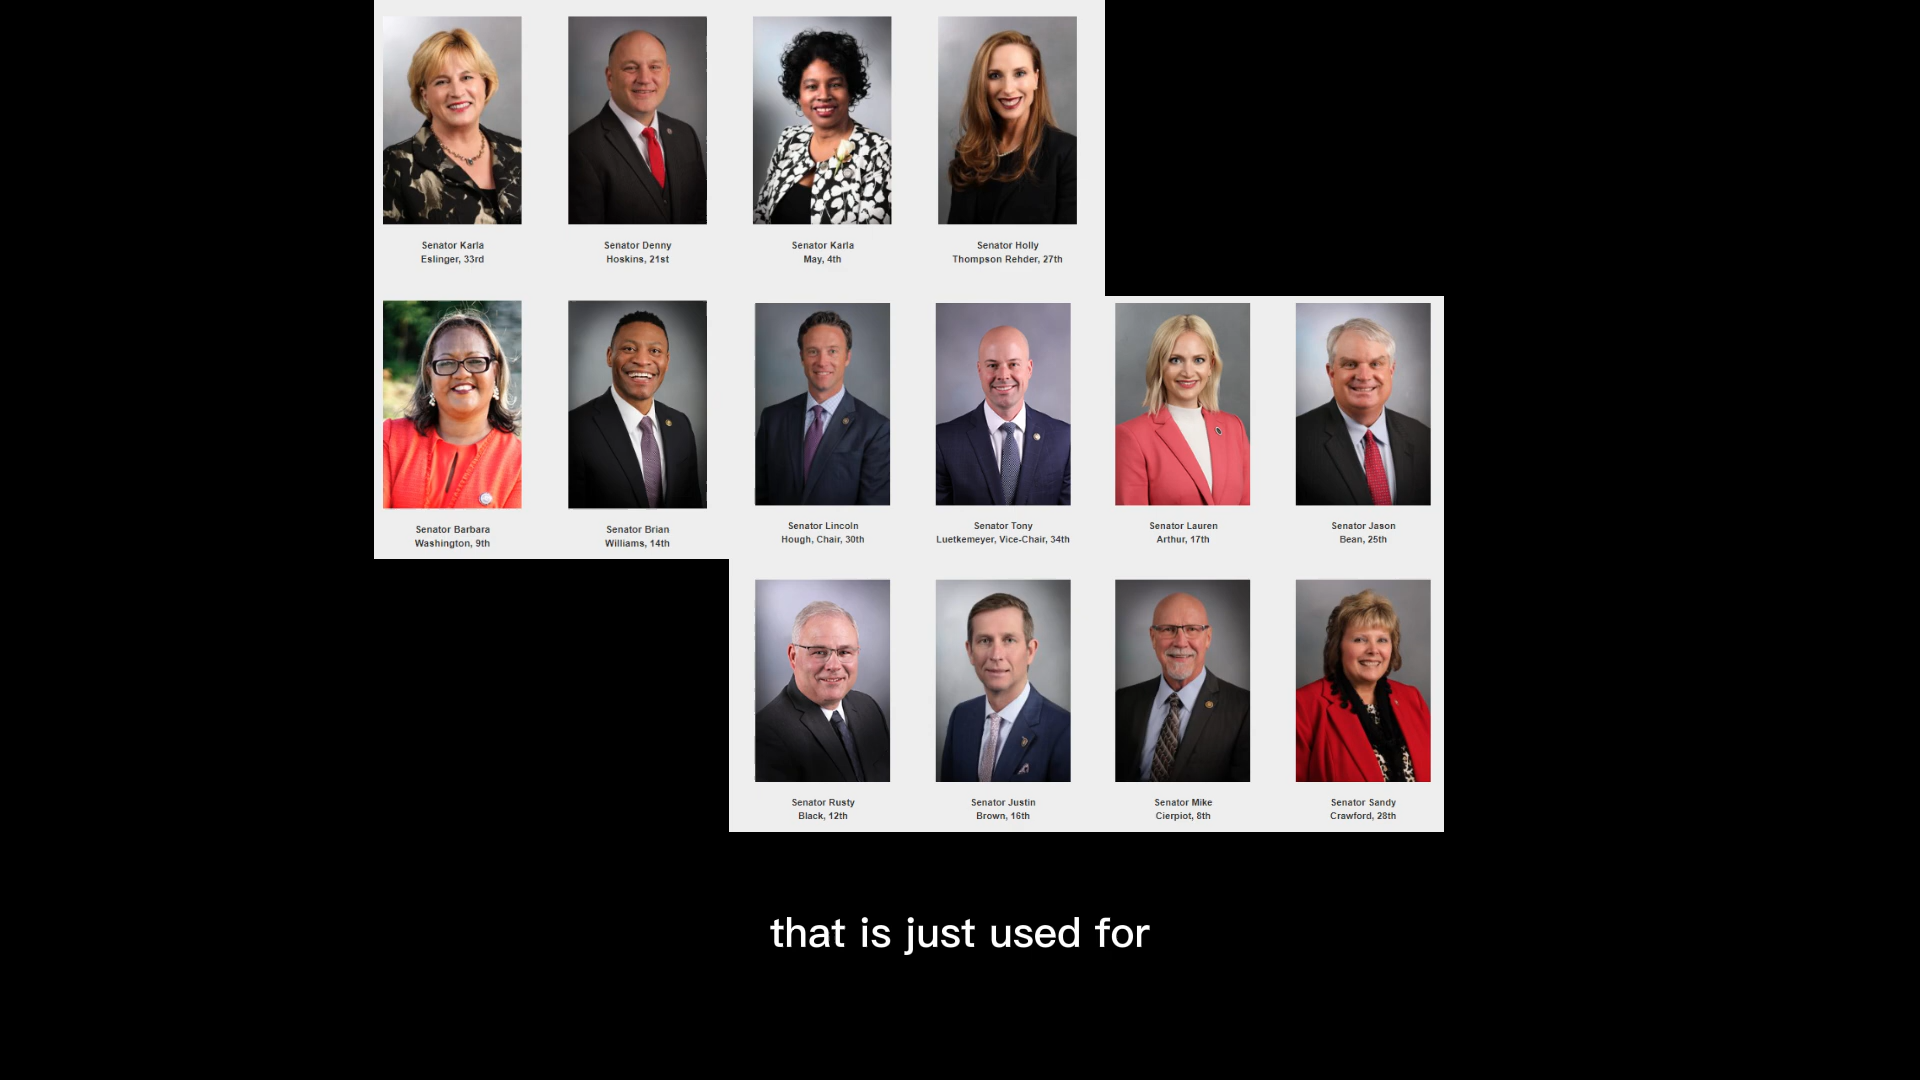 Senator Karla
Eslinger, 33rd
Senator Denny
Hoskins, 21st
Senator Karla
May, 4th
Senator Holly
Thompson Rehder, 27th
Senator Barbara
Washington, 9th
Senator Brian
Williams, 14th
Senator Lincoln
Hough, Chair, 30th
Senator Tony
Luetkemeyer, Vice-Chair, 34th
Senator Lauren
Arthur, 17th
Senator Jason
Bean, 25th
Senator Rusty
Black, 12th
Senator Justin
Brown, 16th
Senator Mike
Cierpiot, 8th
Senator Sandy
Crawford, 28th
that is just used for